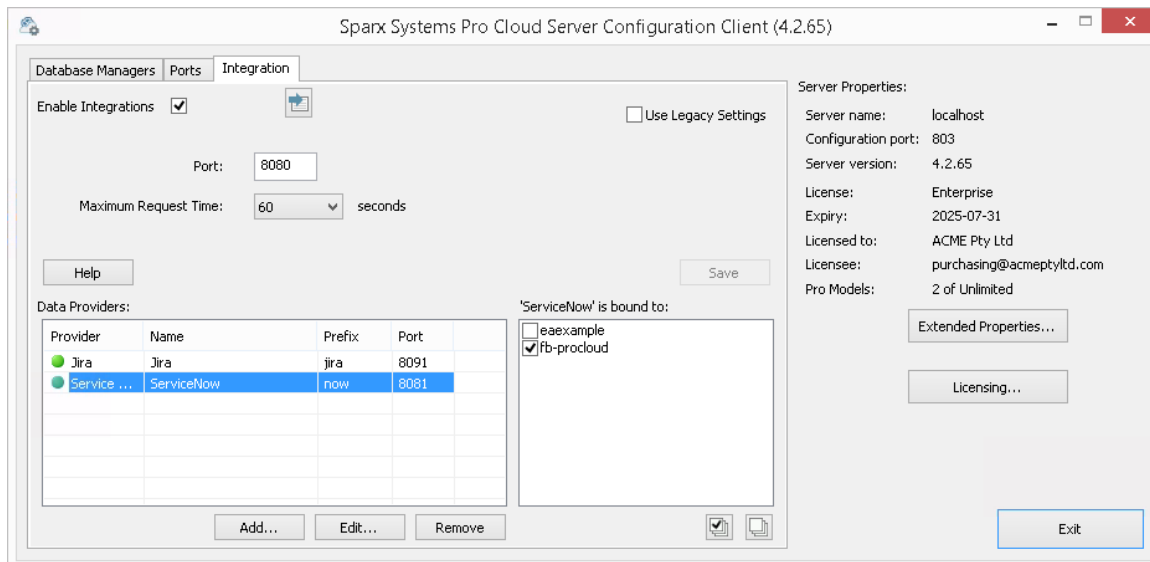 Sparx Systems Pro Cloud Server Configuration Client (4.2.65)
Database Managers Ports Integration
Enable Integrations
Use Legacy Settings
Port: 8080
Maximum Request Time: 60 seconds
Help
Save
Data Providers:
Provider Name Prefix Port
Jira Jira jira 8091
Service ... ServiceNow now 8081
Add...
Edit...
Remove
'ServiceNow' is bound to:
eaexample
fb-procloud
Server Properties:
Server name: localhost
Configuration port: 803
Server version: 4.2.65
License: Enterprise
Expiry: 2025-07-31
Licensed to: ACME Pty Ltd
Licensee: purchasing@acmeptyltd.com
Pro Models: 2 of Unlimited
Extended Properties...
Licensing...
Exit